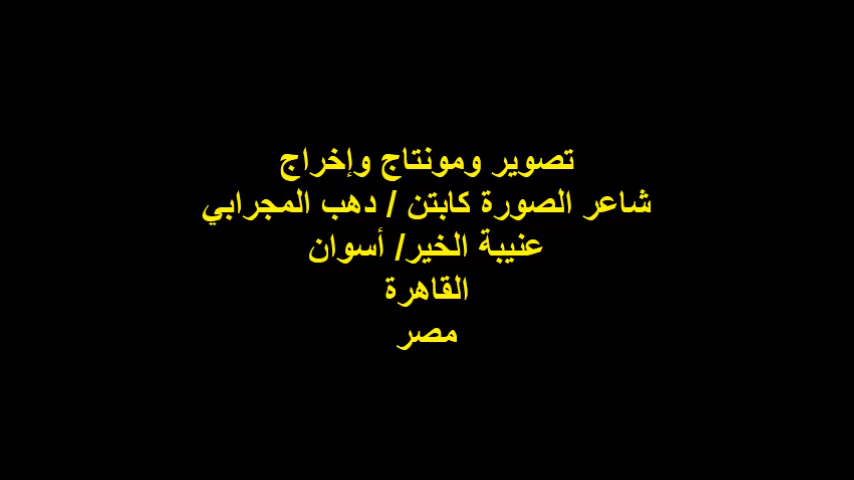 تصوير ومونتاج وإخراج
شاعر الصورة كابتن / دهب المجرابي
عنيبة الخير/ أسوان
القاهرة
مصر